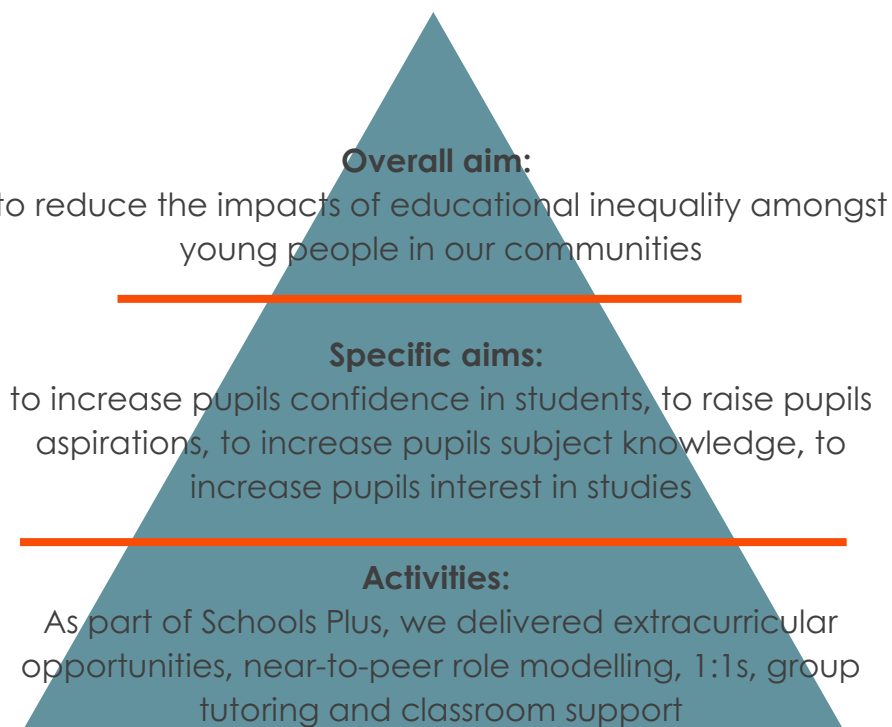 Overall aim:
to reduce the impacts of educational inequality amongst
young people in our communities
Specific aims:
to increase pupils confidence in students, to raise pupils
aspirations, to increase pupils subject knowledge, to
increase pupils interest in studies
Activities:
As part of Schools Plus, we delivered extracurricular
opportunities, near-to-peer role modelling, 1:1s, group
tutoring and classroom support